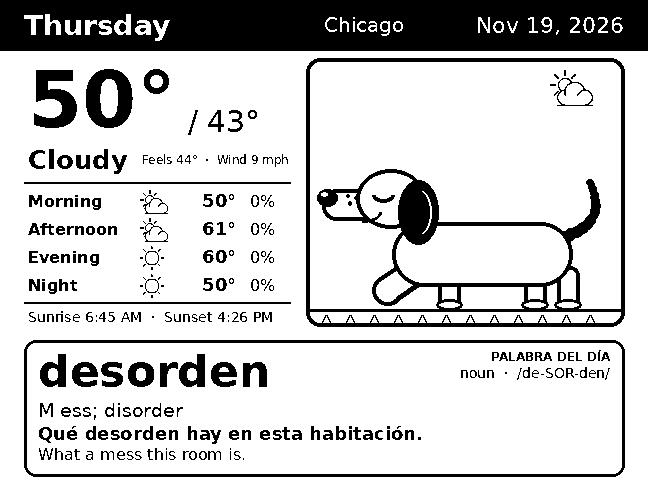 Thursday Chicago Nov 19, 2026
50° / 43°
Cloudy Feels 44° · Wind 9 mph
Morning 50° 0%
Afternoon 61° 0%
Evening 60° 0%
Night 50° 0%
Sunrise 6:45 AM · Sunset 4:26 PM
desorden
PALABRA DEL DÍA
noun · /de-SOR-den/
Mess; disorder
Qué desorden hay en esta habitación.
What a mess this room is.